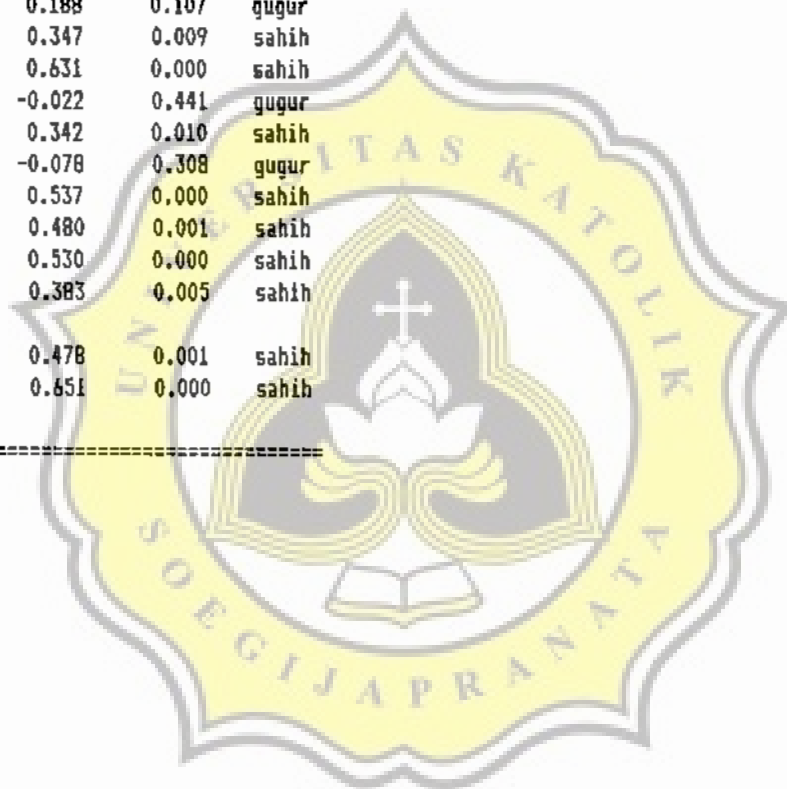 0.188 0.107 gugur
0.347 0.009 sahih
0.631 0.000 sahih
-0.022 0.441 gugur
0.342 0.010 sahih
-0.078 0.308 gugur
0.537 0.000 sahih
0.480 0.001 sahih
0.530 0.000 sahih
0.383 0.005 sahih
0.478 0.001 sahih
0.651 0.000 sahih
UNIVERSITAS KATOLIK
SOEGIJAPRANATA